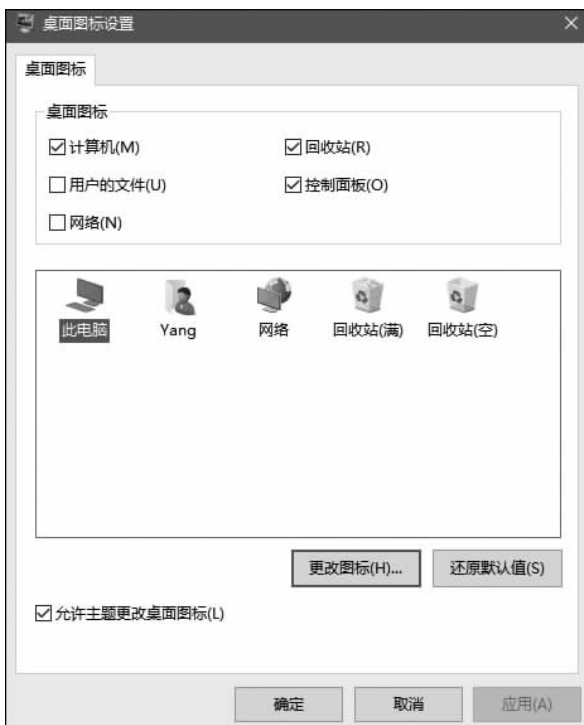 桌面图标设置
桌面图标
桌面图标
计算机(M) 回收站(R)
用户的文件(U) 控制面板(O)
网络(N)
此电脑 Yang 网络 回收站(满) 回收站(空)
更改图标(H)... 还原默认值(S)
允许主题更改桌面图标(L)
确定 取消 应用(A)